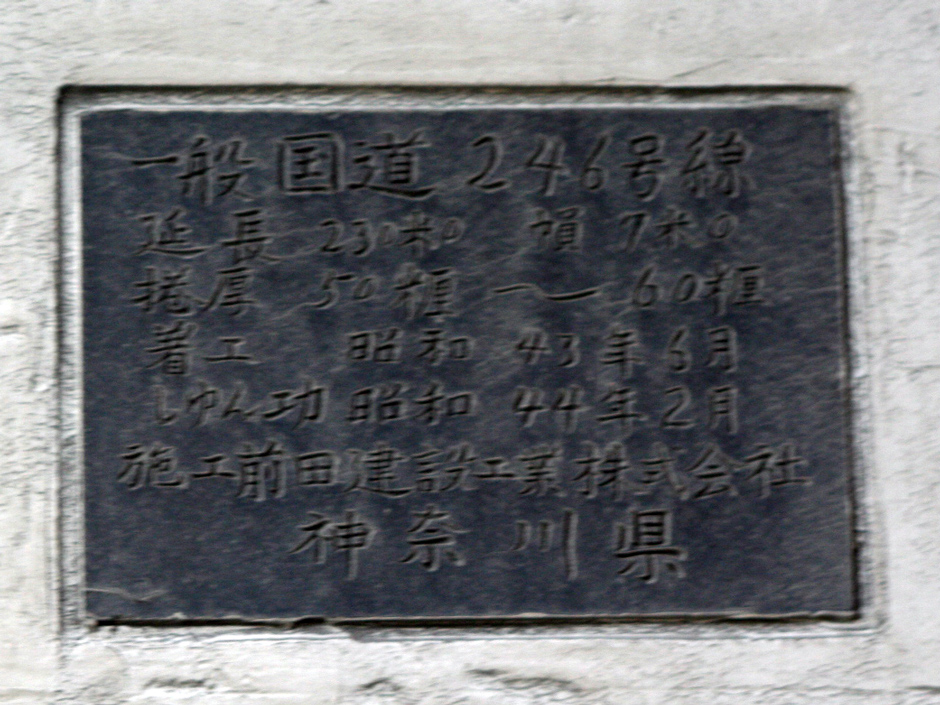 一般国道246号線
延長 230米0 幅 7米0
捲厚 50糎 ～ 60糎
着工 昭和 43年6月
しゅん功 昭和 44年2月
施工前田建設工業株式会社
神奈川県